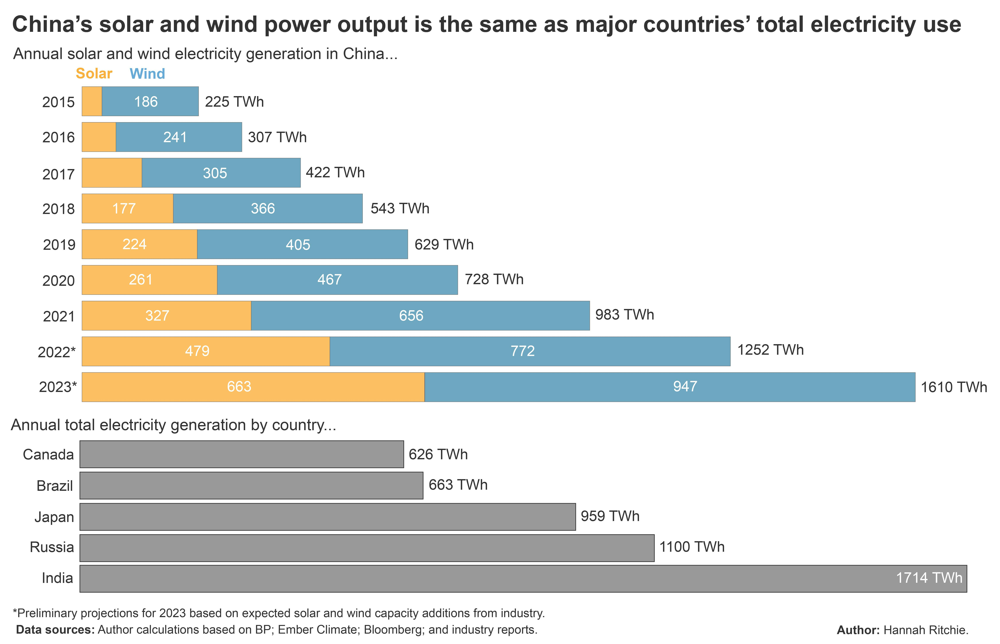 China’s solar and wind power output is the same as major countries’ total electricity use
Annual solar and wind electricity generation in China...
Solar Wind
2015 186 225 TWh
2016 241 307 TWh
2017 305 422 TWh
2018 177 366 543 TWh
2019 224 405 629 TWh
2020 261 467 728 TWh
2021 327 656 983 TWh
2022* 479 772 1252 TWh
2023* 663 947 1610 TWh
Annual total electricity generation by country...
Canada 626 TWh
Brazil 663 TWh
Japan 959 TWh
Russia 1100 TWh
India 1714 TWh
*Preliminary projections for 2023 based on expected solar and wind capacity additions from industry.
Data sources: Author calculations based on BP; Ember Climate; Bloomberg; and industry reports. Author: Hannah Ritchie.